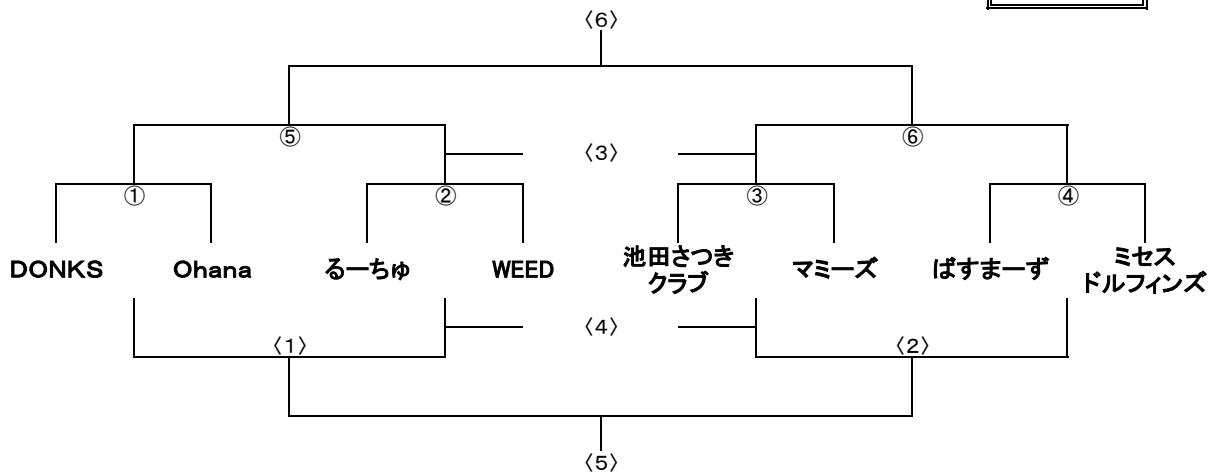 〈6〉
⑤
⑥
〈3〉
①
②
③
④
DONKS
Ohana
るーちゅ
WEED
池田さつき
クラブ
マミーズ
ばすまーず
ミセス
ドルフィンズ
〈4〉
〈1〉
〈2〉
〈5〉